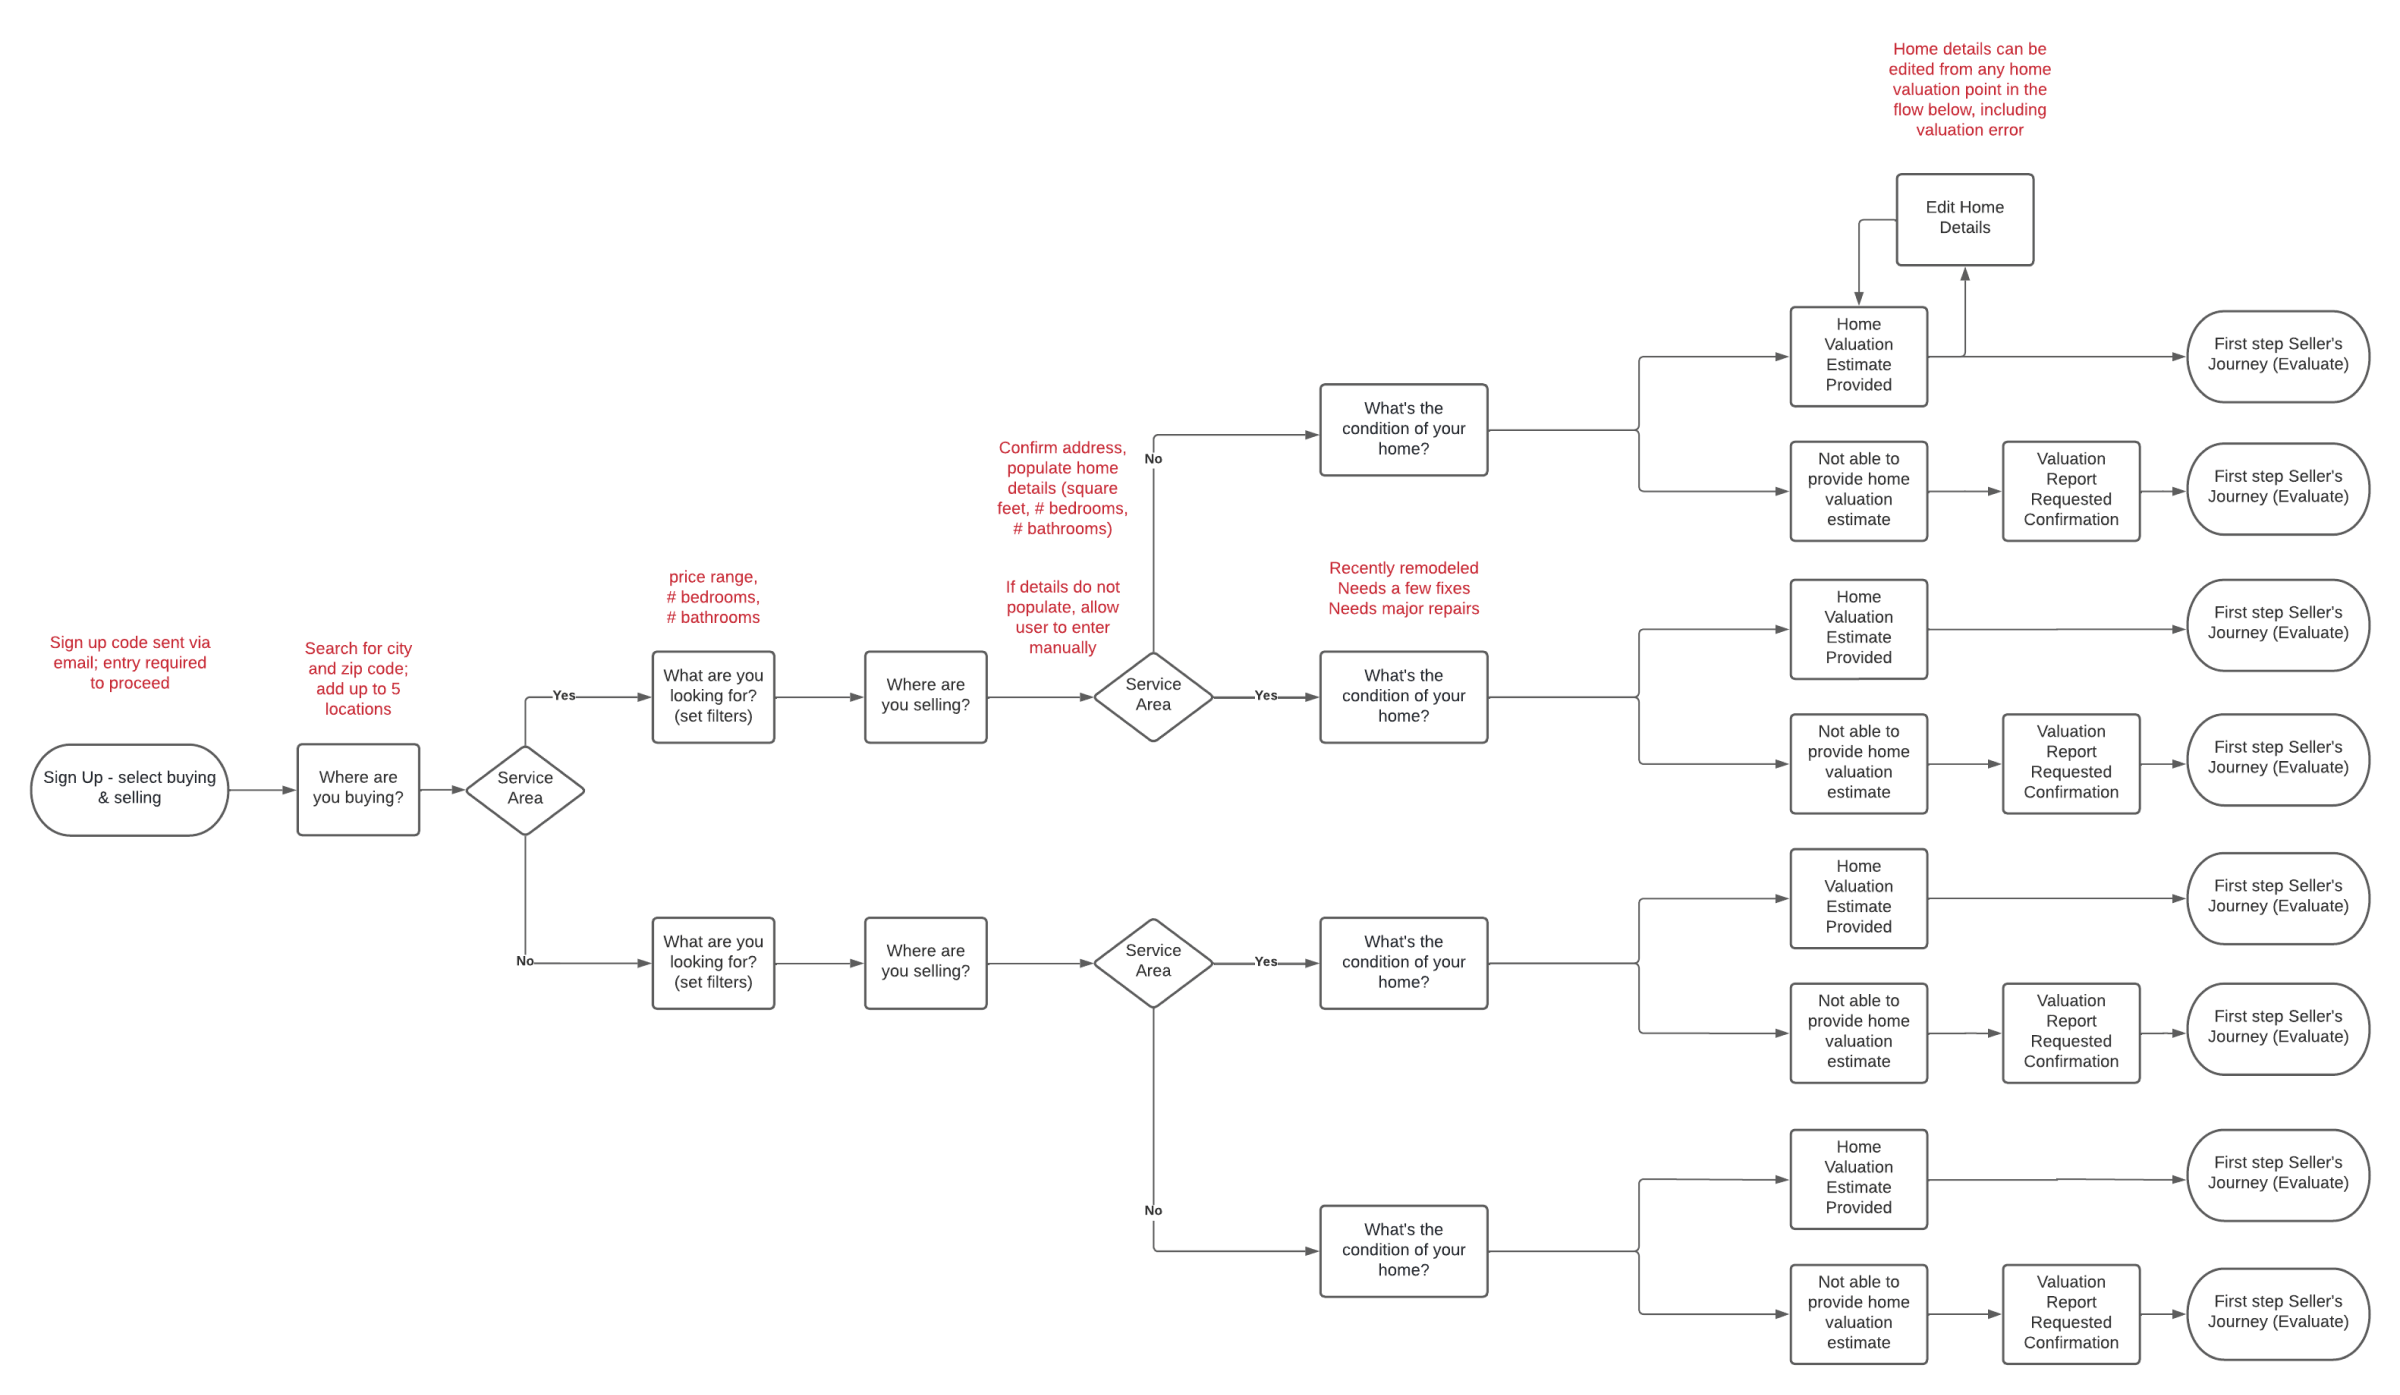 Home details can be
edited from any home
valuation point in the
flow below, including
valuation error
Edit Home
Details
Home
Valuation
Estimate
Provided
First step Seller's
Journey (Evaluate)
What's the
condition of your
home?
No
Not able to
provide home
valuation
estimate
Valuation
Report
Requested
Confirmation
First step Seller's
Journey (Evaluate)
Confirm address,
populate home
details (square
feet, # bedrooms,
# bathrooms)
If details do not
populate, allow
user to enter
manually
Recently remodeled
Needs a few fixes
Needs major repairs
price range,
# bedrooms,
# bathrooms
Sign up code sent via
email; entry required
to proceed
Search for city
and zip code;
add up to 5
locations
Sign Up - select buying
& selling
Where are
you buying?
Service
Area
Yes
What are you
looking for?
(set filters)
Where are
you selling?
Service
Area
Yes
What's the
condition of your
home?
Home
Valuation
Estimate
Provided
First step Seller's
Journey (Evaluate)
Not able to
provide home
valuation
estimate
Valuation
Report
Requested
Confirmation
First step Seller's
Journey (Evaluate)
No
What are you
looking for?
(set filters)
Where are
you selling?
Service
Area
Yes
What's the
condition of your
home?
Home
Valuation
Estimate
Provided
First step Seller's
Journey (Evaluate)
Not able to
provide home
valuation
estimate
Valuation
Report
Requested
Confirmation
First step Seller's
Journey (Evaluate)
No
What's the
condition of your
home?
Home
Valuation
Estimate
Provided
First step Seller's
Journey (Evaluate)
Not able to
provide home
valuation
estimate
Valuation
Report
Requested
Confirmation
First step Seller's
Journey (Evaluate)